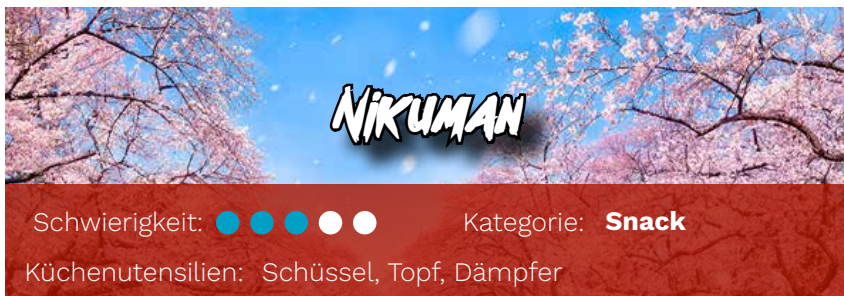 Nikuman
Schwierigkeit: Kategorie: Snack
Küchenutensilien: Schüssel, Topf, Dämpfer